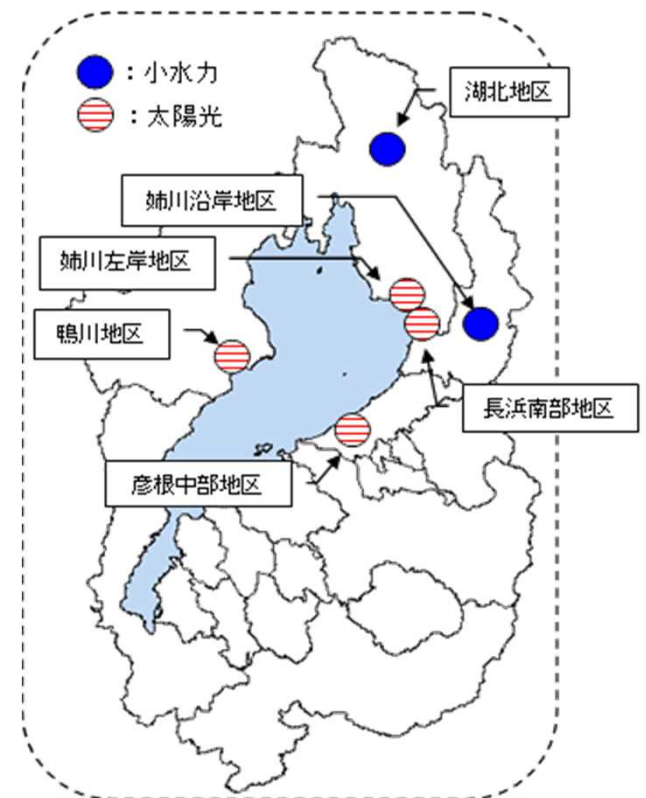 ：小水力
：太陽光
湖北地区
姉川沿岸地区
姉川左岸地区
鴨川地区
長浜南部地区
彦根中部地区